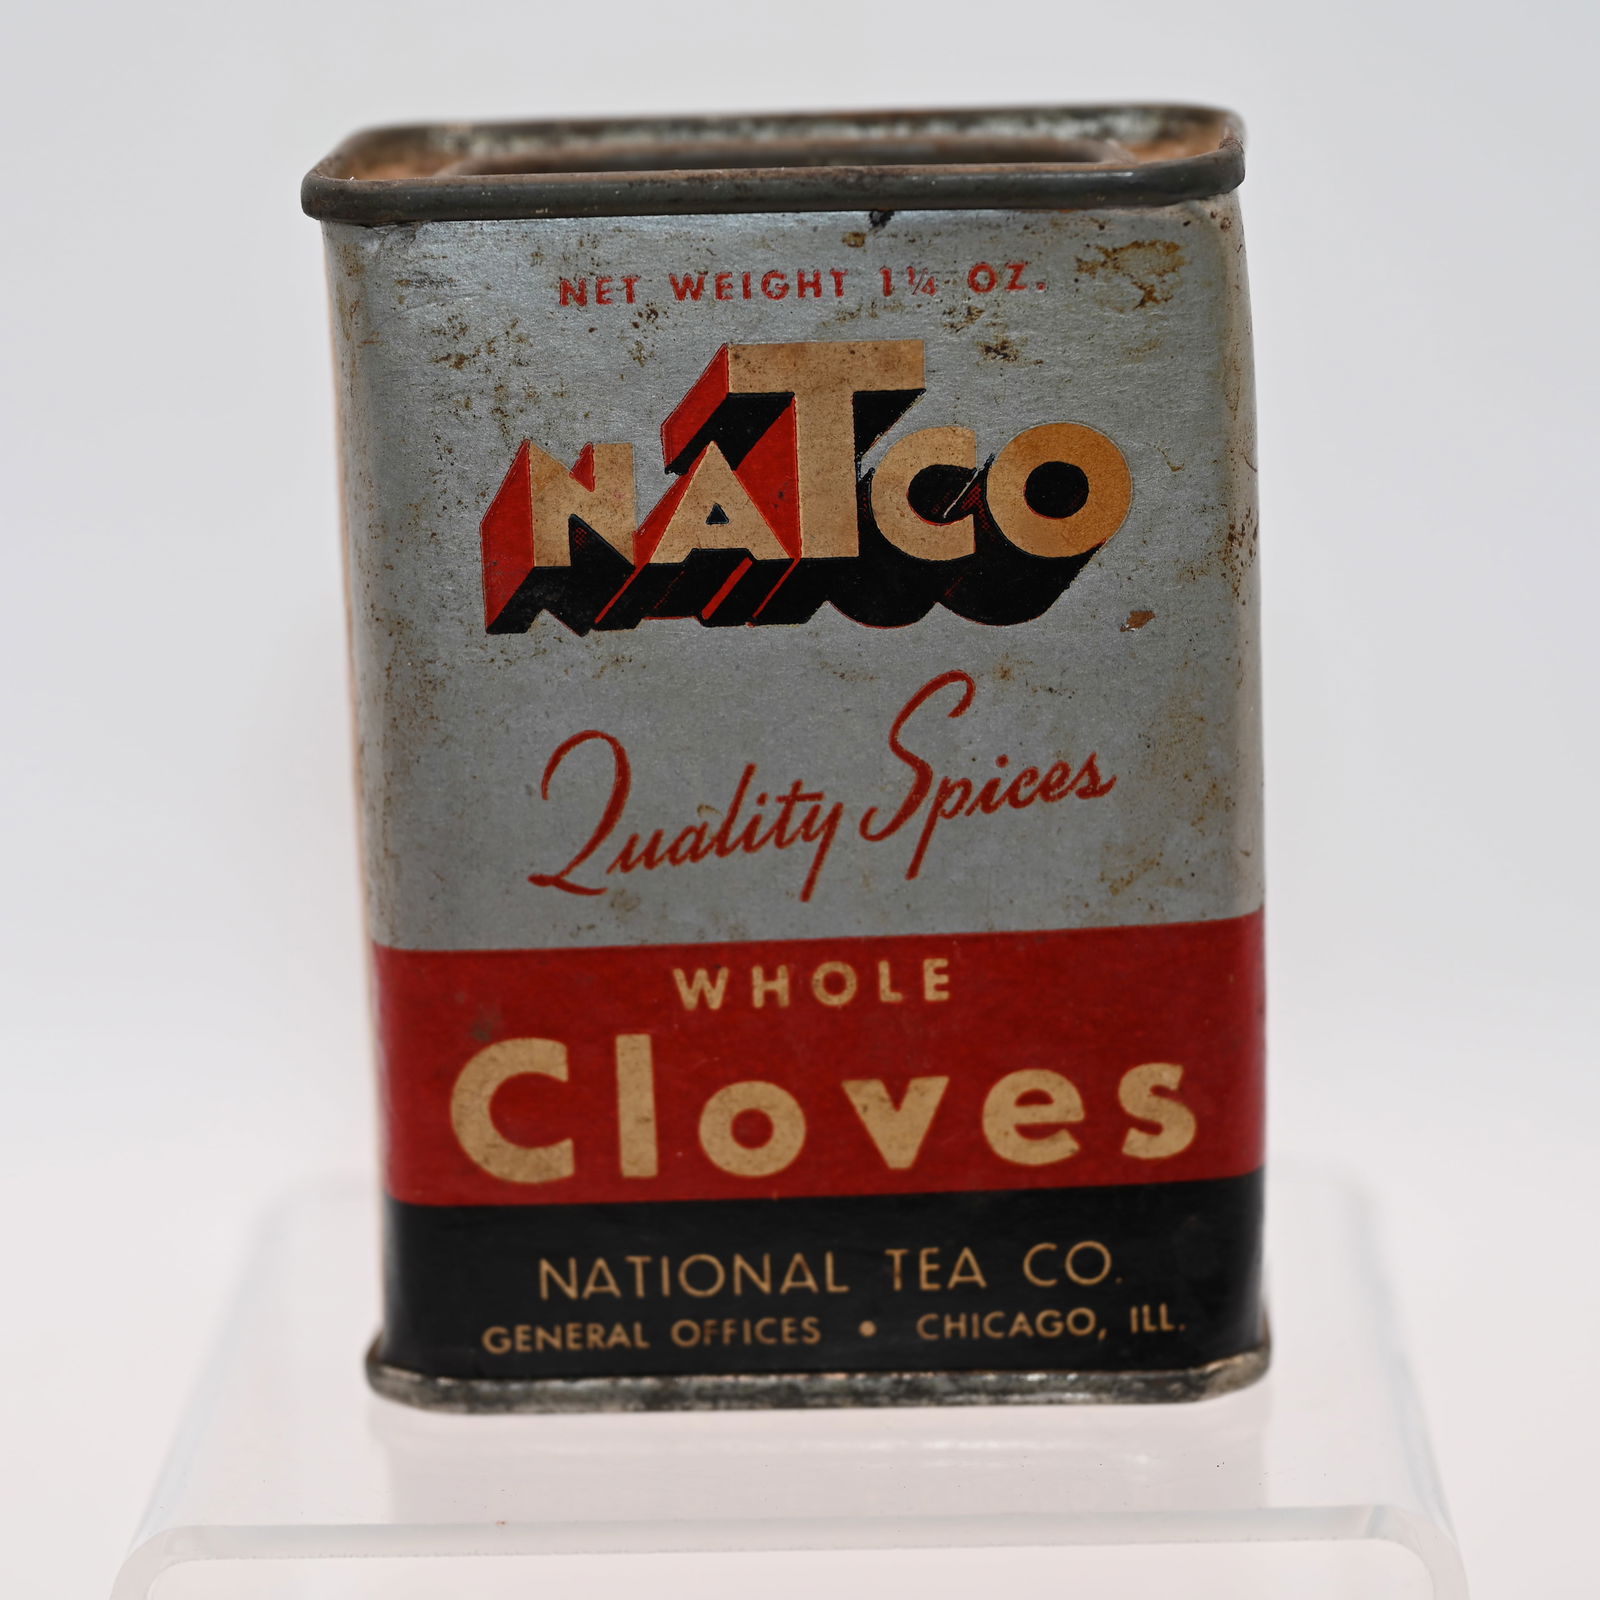 NET WEIGHT 1¼ OZ.
NATCO
Quality Spices
WHOLE
Cloves
NATIONAL TEA CO.
GENERAL OFFICES • CHICAGO, ILL.